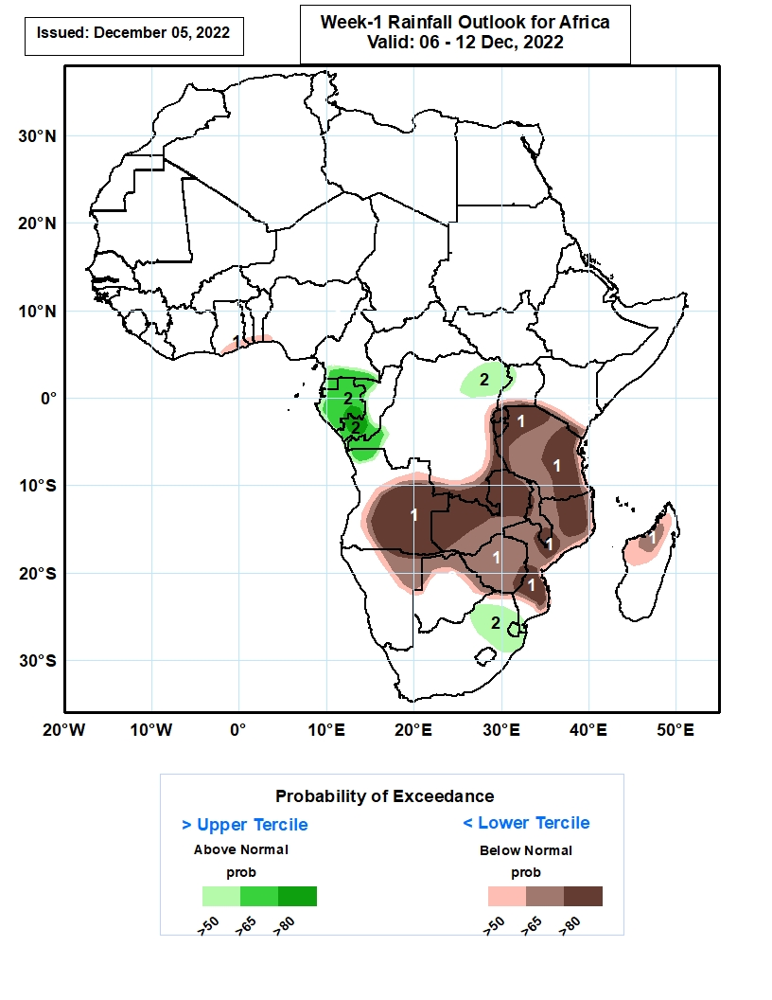 Issued: December 05, 2022
Week-1 Rainfall Outlook for Africa
Valid: 06 - 12 Dec, 2022
30°N
20°N
10°N
0°
10°S
20°S
30°S
1
2
2
2
1
1
1
1
1
1
1
2
20°W
10°W
0°
10°E
20°E
30°E
40°E
50°E
Probability of Exceedance
> Upper Tercile
< Lower Tercile
Above Normal
Below Normal
prob
prob
>50
>65
>80
>50
>65
>80